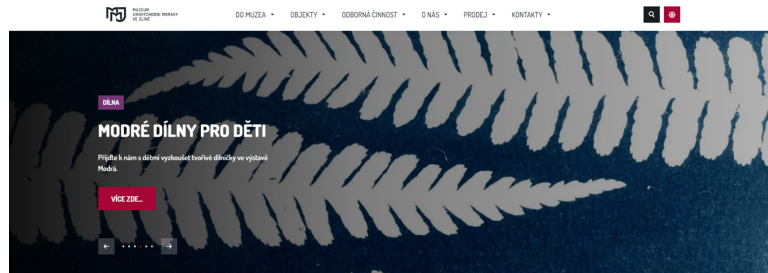 MUZEUM
JIHOVÝCHODNÍ MORAVY
VE ZLÍNĚ
DO MUZEA
OBJEKTY
ODBORNÁ ČINNOST
O NÁS
PRODEJ
KONTAKTY
DÍLNA
MODRÉ DÍLNY PRO DĚTI
Přijďte k nám s dětmi vyzkoušet tvořivé dílničky ve výstavě
Modrá.
VÍCE ZDE...